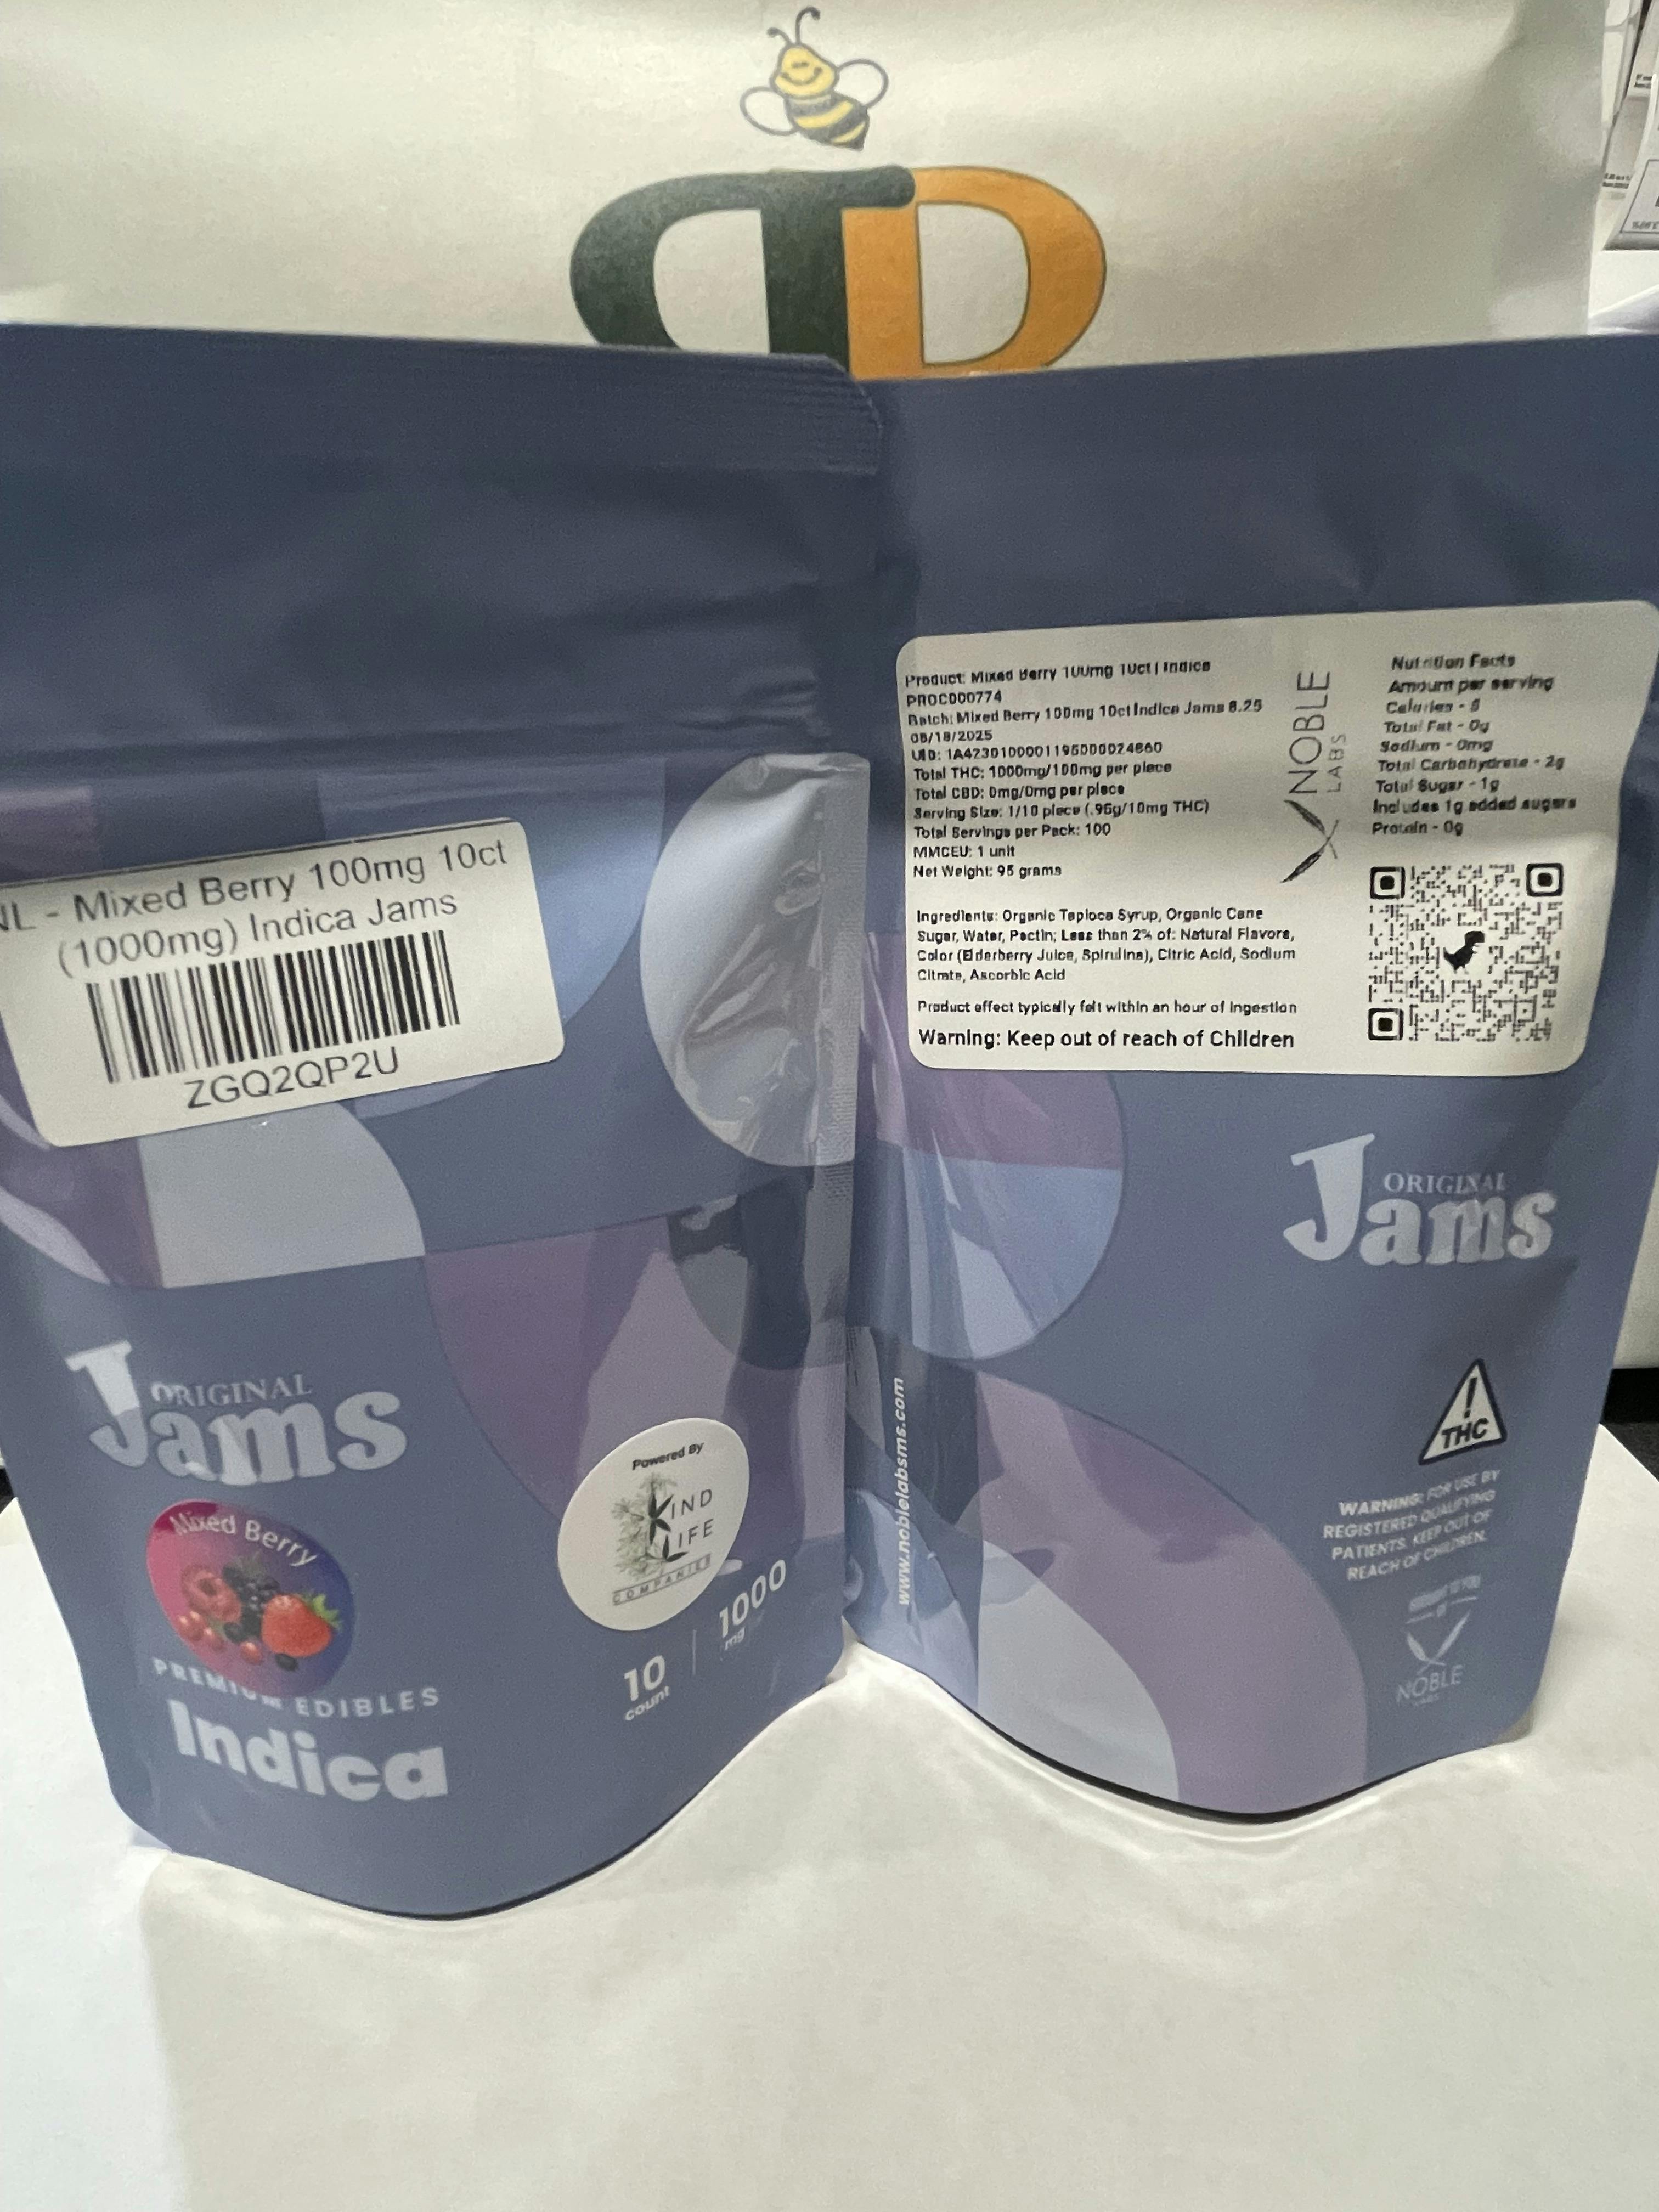 NL - Mixed Berry 100mg 10ct
(1000mg) Indica Jams
ZGQ2QP2U
ORIGINAL
Jams
Mixed Berry
PREMIUM EDIBLES
Indica
Powered By
KIND
LIFE
COMPANIES
10
count
1000
mg
Product: Mixed Berry 100mg 10ct | Indica
PROC000774
Batch: Mixed Berry 100mg 10ct Indica Jams 8.25
08/18/2025
UID: 1A4230100001195000024860
Total THC: 1000mg/100mg per piece
Total CBD: 0mg/0mg per piece
Serving Size: 1/10 piece (.95g/10mg THC)
Total Servings per Pack: 100
MMCEU: 1 unit
Net Weight: 95 grams
Ingredients: Organic Tapioca Syrup, Organic Cane
Sugar, Water, Pectin; Less than 2% of: Natural Flavors,
Color (Elderberry Juice, Spirulina), Citric Acid, Sodium
Citrate, Ascorbic Acid
Product effect typically felt within an hour of ingestion
Warning: Keep out of reach of Children
NOBLE
LABS
Nutrition Facts
Amount per serving
Calories -
Total Fat - 0g
Sodium - 0mg
Total Carbohydrate - 2g
Total Sugar - 1g
Includes 1g added sugars
Protein - 0g
ORIGINAL
Jams
www.noblelabsms.com
!
THC
WARNING: FOR USE BY
REGISTERED QUALIFYING
PATIENTS. KEEP OUT OF
REACH OF CHILDREN.
BROUGHT TO YOU
BY
NOBLE
LABS